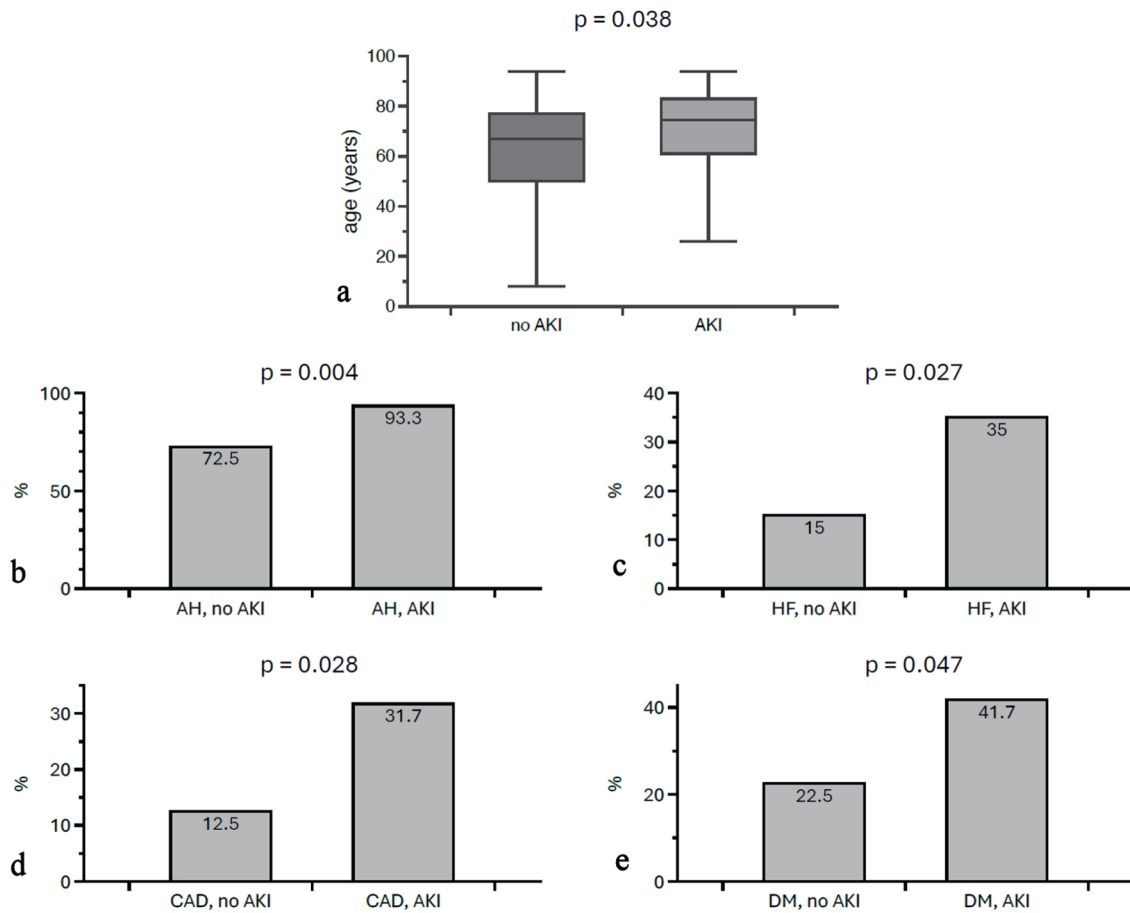 p = 0.038
100
80
60
40
20
0
age (years)
no AKI
AKI
a
p = 0.004
100
50
0
%
72.5
93.3
AH, no AKI
AH, AKI
b
p = 0.027
40
30
20
10
0
%
15
35
HF, no AKI
HF, AKI
c
p = 0.028
30
20
10
0
%
12.5
31.7
CAD, no AKI
CAD, AKI
d
p = 0.047
40
20
0
%
22.5
41.7
DM, no AKI
DM, AKI
e